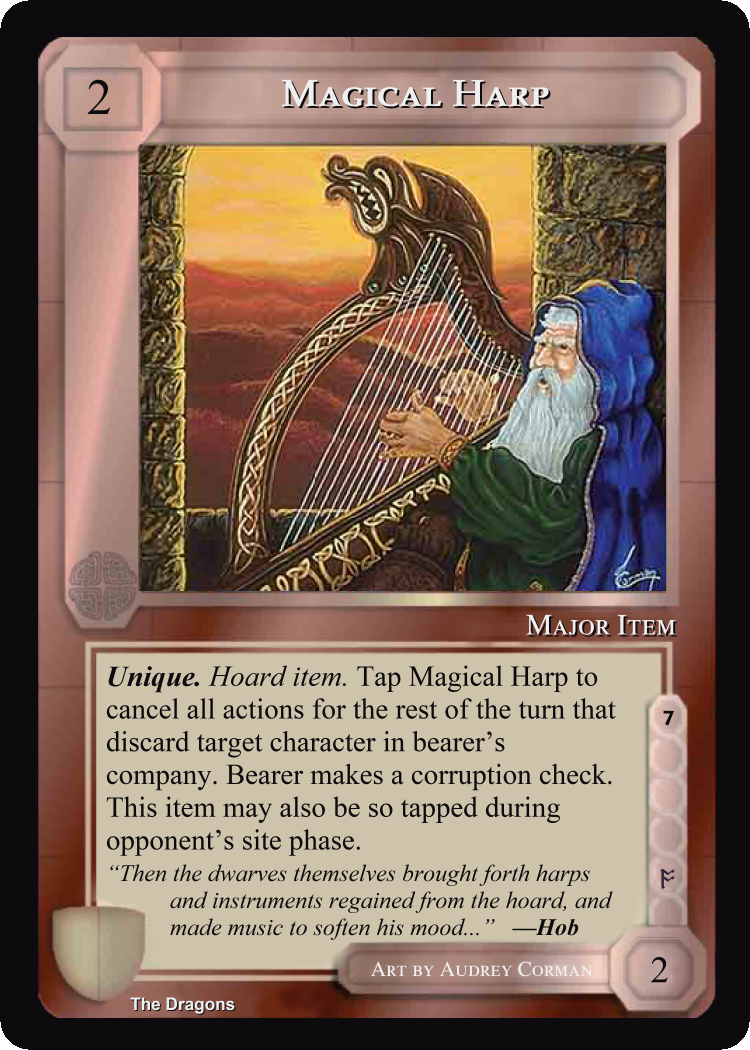 2
Magical Harp
Corman
Major Item
Unique. Hoard item. Tap Magical Harp to
cancel all actions for the rest of the turn that
discard target character in bearer's
company. Bearer makes a corruption check.
This item may also be so tapped during
opponent's site phase.
“Then the dwarves themselves brought forth harps
and instruments regained from the hoard, and
made music to soften his mood...” —Hob
7
Art by Audrey Corman
2
The Dragons